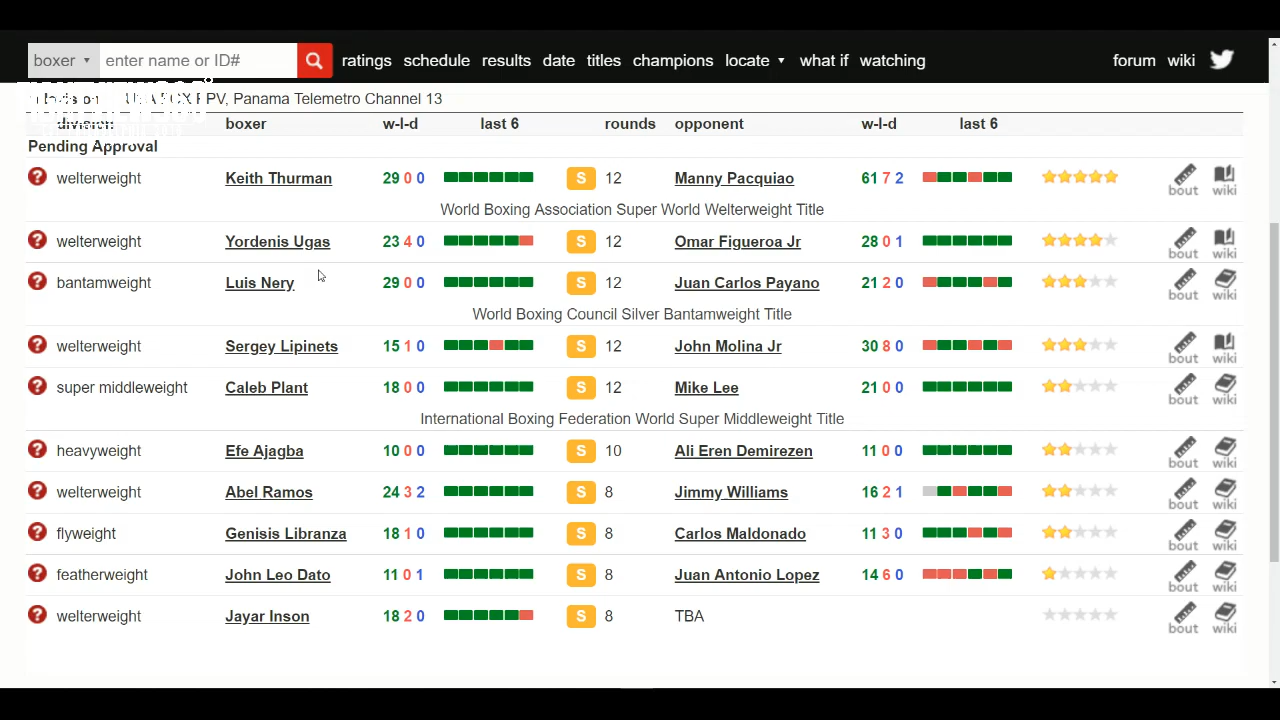 boxer ▾ enter name or ID# ratings schedule results date titles champions locate ▾ what if watching forum wiki
PPV, Panama Telemetro Channel 13
division boxer w-l-d last 6 rounds opponent w-l-d last 6
Pending Approval
? welterweight Keith Thurman 29 0 0 S 12 Manny Pacquiao 61 7 2 bout wiki
World Boxing Association Super World Welterweight Title
? welterweight Yordenis Ugas 23 4 0 S 12 Omar Figueroa Jr 28 0 1 bout wiki
? bantamweight Luis Nery 29 0 0 S 12 Juan Carlos Payano 21 2 0 bout wiki
World Boxing Council Silver Bantamweight Title
? welterweight Sergey Lipinets 15 1 0 S 12 John Molina Jr 30 8 0 bout wiki
? super middleweight Caleb Plant 18 0 0 S 12 Mike Lee 21 0 0 bout wiki
International Boxing Federation World Super Middleweight Title
? heavyweight Efe Ajagba 10 0 0 S 10 Ali Eren Demirezen 11 0 0 bout wiki
? welterweight Abel Ramos 24 3 2 S 8 Jimmy Williams 16 2 1 bout wiki
? flyweight Genisis Libranza 18 1 0 S 8 Carlos Maldonado 11 3 0 bout wiki
? featherweight John Leo Dato 11 0 1 S 8 Juan Antonio Lopez 14 6 0 bout wiki
? welterweight Jayar Inson 18 2 0 S 8 TBA bout wiki